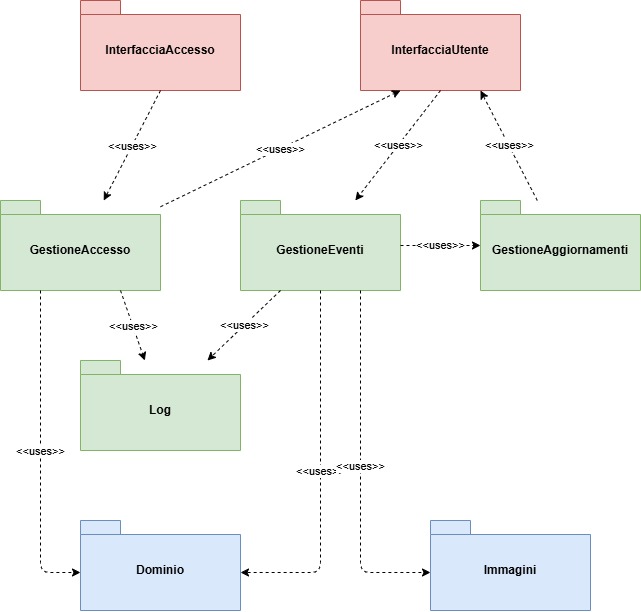 InterfacciaAccesso
InterfacciaUtente
<<uses>>
<<uses>>
<<uses>>
<<uses>>
GestioneAccesso
GestioneEventi
<<uses>>
GestioneAggiornamenti
<<uses>>
<<uses>>
Log
<<uses>>
<<uses>>
<<uses>>
Dominio
Immagini